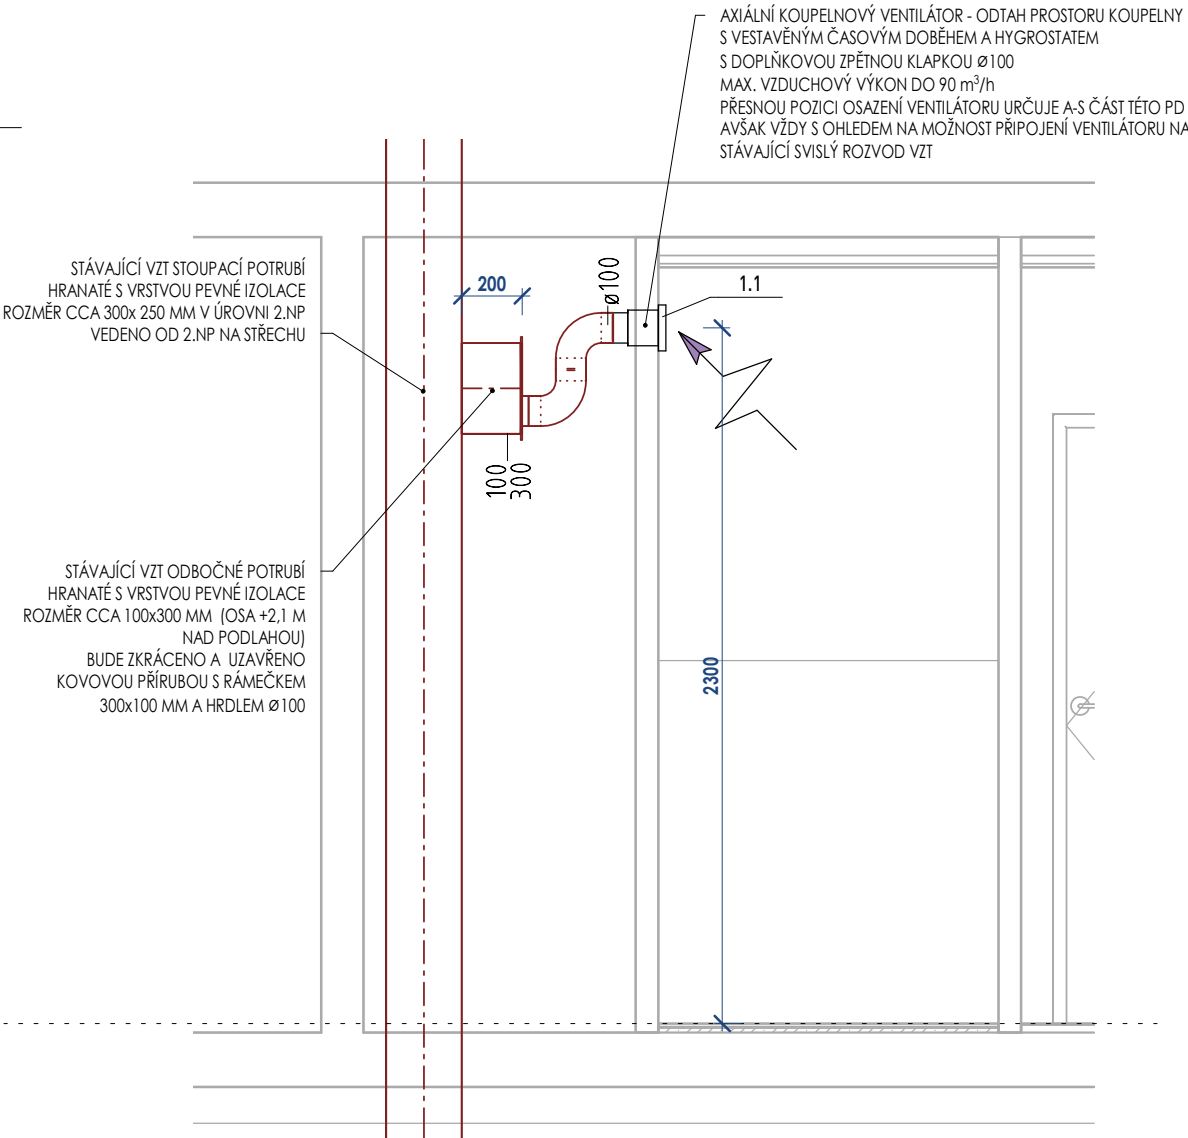 AXIÁLNÍ KOUPELNOVÝ VENTILÁTOR - ODTAH PROSTORU KOUPELNY
S VESTAVĚNÝM ČASOVÝM DOBĚHEM A HYGROSTATEM
S DOPLŇKOVOU ZPĚTNOU KLAPKOU Ø100
MAX. VZDUCHOVÝ VÝKON DO 90 m³/h
PŘESNOU POZICI OSAZENÍ VENTILÁTORU URČUJE A-S ČÁST TÉTO PD
AVŠAK VŽDY S OHLEDEM NA MOŽNOST PŘIPOJENÍ VENTILÁTORU NA
STÁVAJÍCÍ SVISLÝ ROZVOD VZT
STÁVAJÍCÍ VZT STOUPACÍ POTRUBÍ
HRANATÉ S VRSTVOU PEVNÉ IZOLACE
ROZMĚR CCA 300x 250 MM V ÚROVNI 2.NP
VEDENO OD 2.NP NA STŘECHU
200
ø100
1.1
100
300
STÁVAJÍCÍ VZT ODBOČNÉ POTRUBÍ
HRANATÉ S VRSTVOU PEVNÉ IZOLACE
ROZMĚR CCA 100x300 MM (OSA +2,1 M
NAD PODLAHOU)
BUDE ZKRÁCENO A UZAVŘENO
KOVOVOU PŘÍRUBOU S RÁMEČKEM
300x100 MM A HRDLEM Ø100
2300